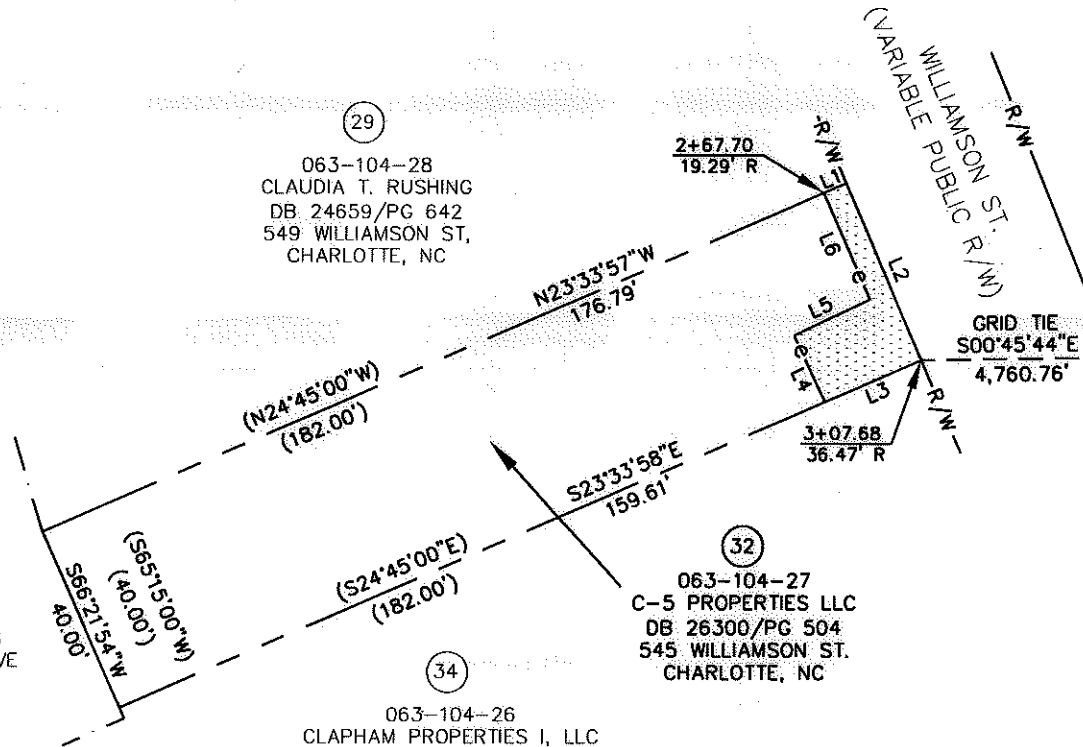 WILLIAMSON ST.
(VARIABLE PUBLIC R/W)
R/W
R/W
29
063-104-28
CLAUDIA T. RUSHING
DB 24659/PG 642
549 WILLIAMSON ST,
CHARLOTTE, NC
2+67.70
19.29' R
L1
L2
L6
e
L5
e
L4
L3
N23°33'57"W
176.79'
GRID TIE
S00°45'44"E
4,760.76'
R/W
(N24°45'00"W)
(182.00')
3+07.68
36.47' R
S23°33'58"E
159.61'
(S24°45'00"E)
(182.00')
(S65°15'00"W)
(40.00')
S66°21'54"W
40.00'
32
063-104-27
C-5 PROPERTIES LLC
DB 26300/PG 504
545 WILLIAMSON ST.
CHARLOTTE, NC
34
063-104-26
CLAPHAM PROPERTIES I, LLC